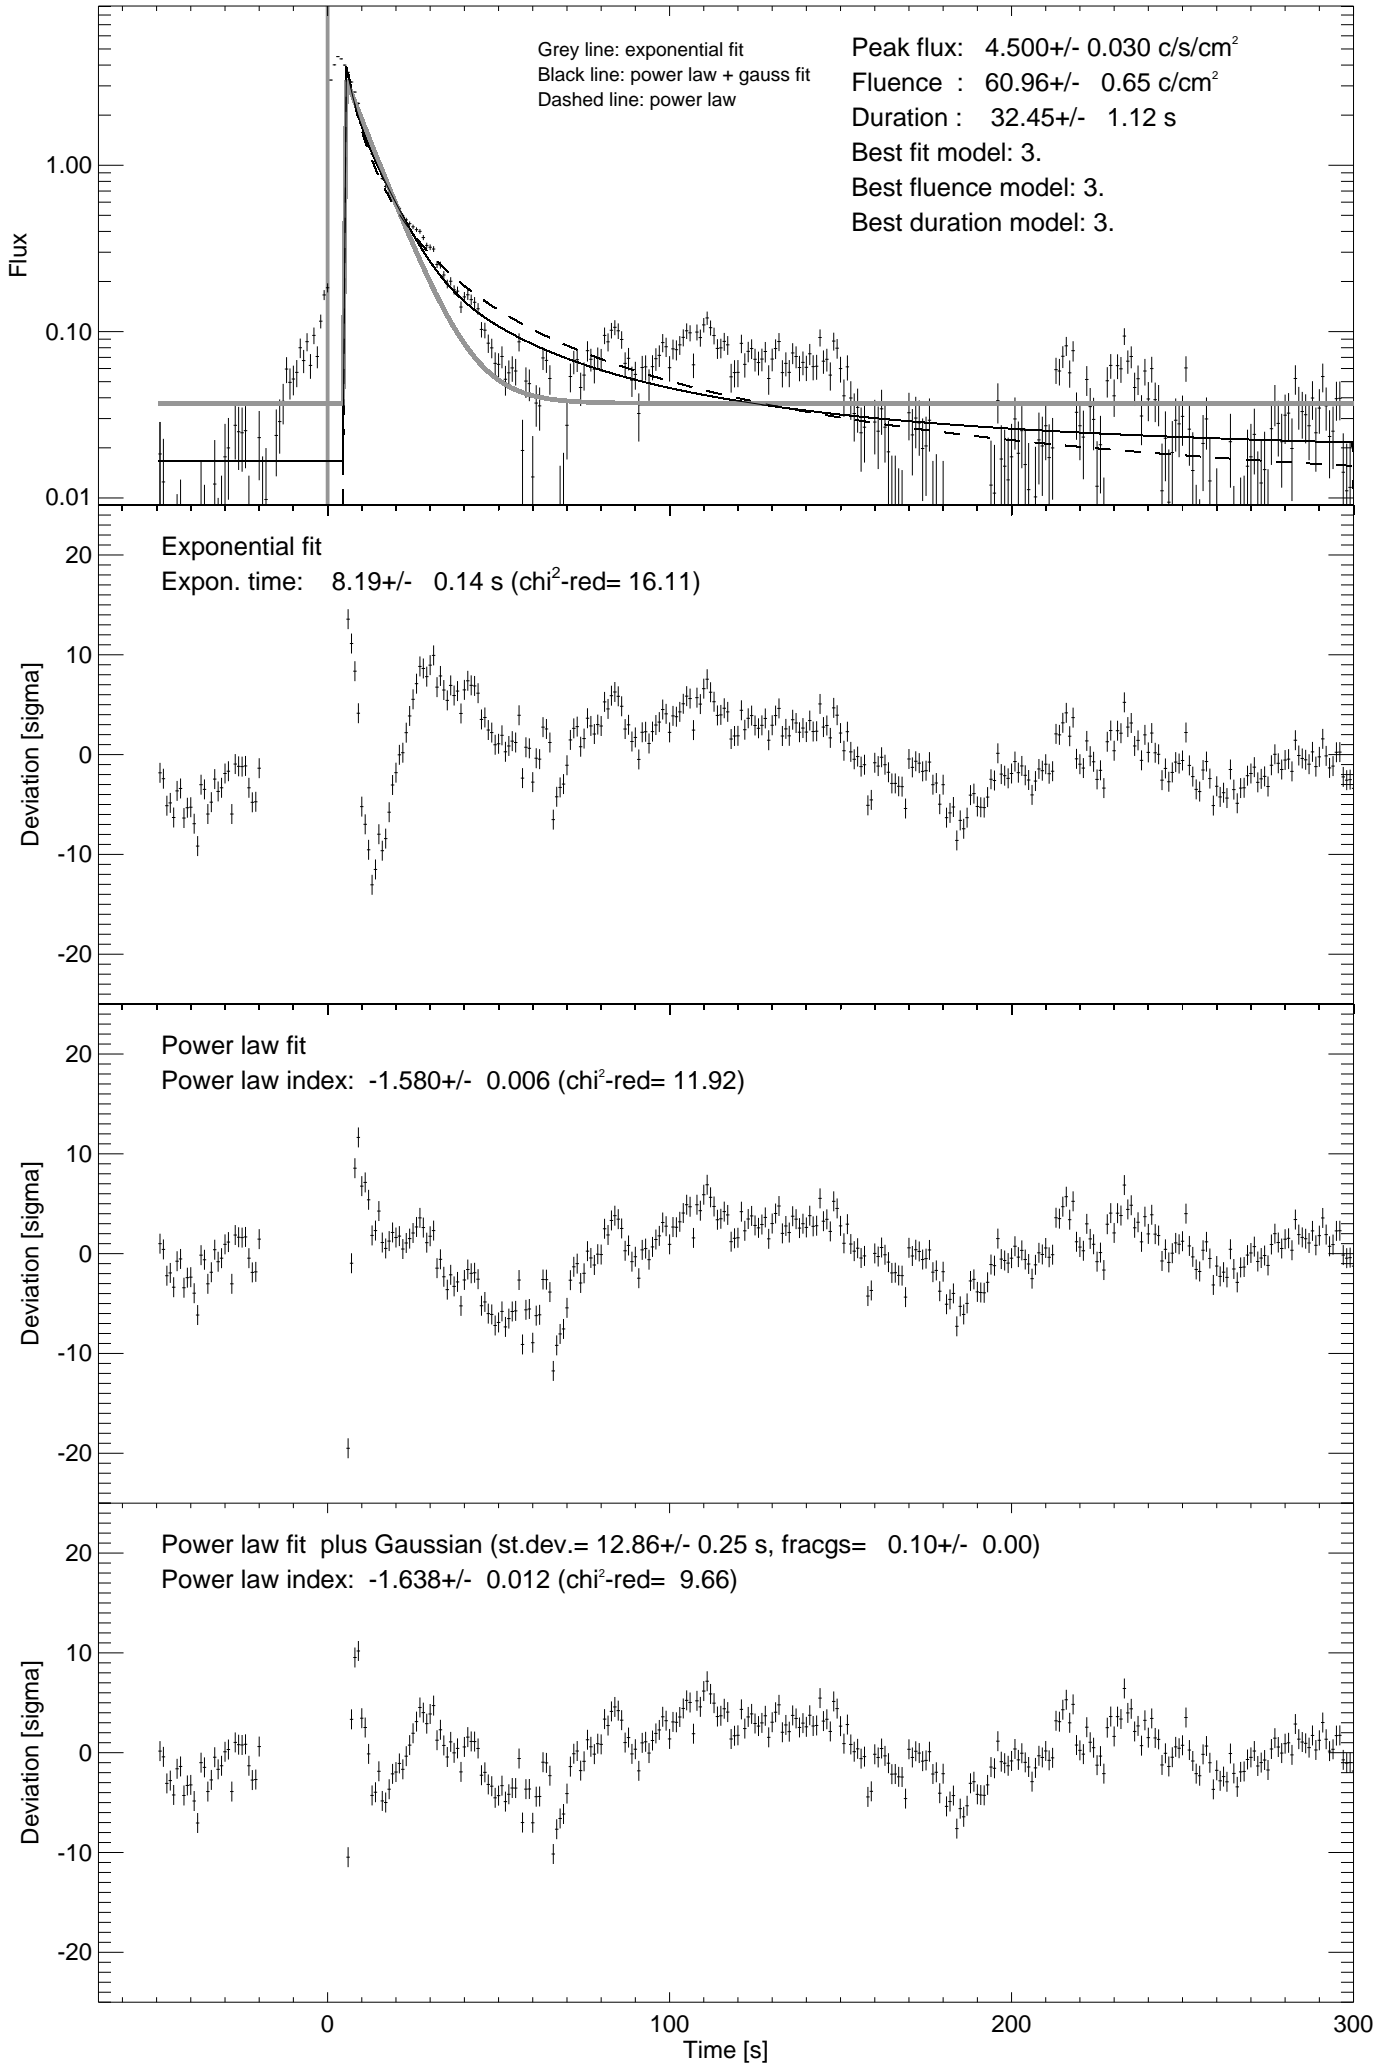 Grey line: exponential fit
Black line: power law + gauss fit
Dashed line: power law
Peak flux: 4.500+/- 0.030 c/s/cm²
Fluence : 60.96+/- 0.65 c/cm²
Duration : 32.45+/- 1.12 s
Best fit model: 3.
Best fluence model: 3.
Best duration model: 3.
1.00
0.10
0.01
Flux
Exponential fit
Expon. time: 8.19+/- 0.14 s (chi²-red= 16.11)
20
10
0
-10
-20
Deviation [sigma]
Power law fit
Power law index: -1.580+/- 0.006 (chi²-red= 11.92)
20
10
0
-10
-20
Deviation [sigma]
Power law fit plus Gaussian (st.dev.= 12.86+/- 0.25 s, fracgs= 0.10+/- 0.00)
Power law index: -1.638+/- 0.012 (chi²-red= 9.66)
20
10
0
-10
-20
Deviation [sigma]
0 100 200 300
Time [s]